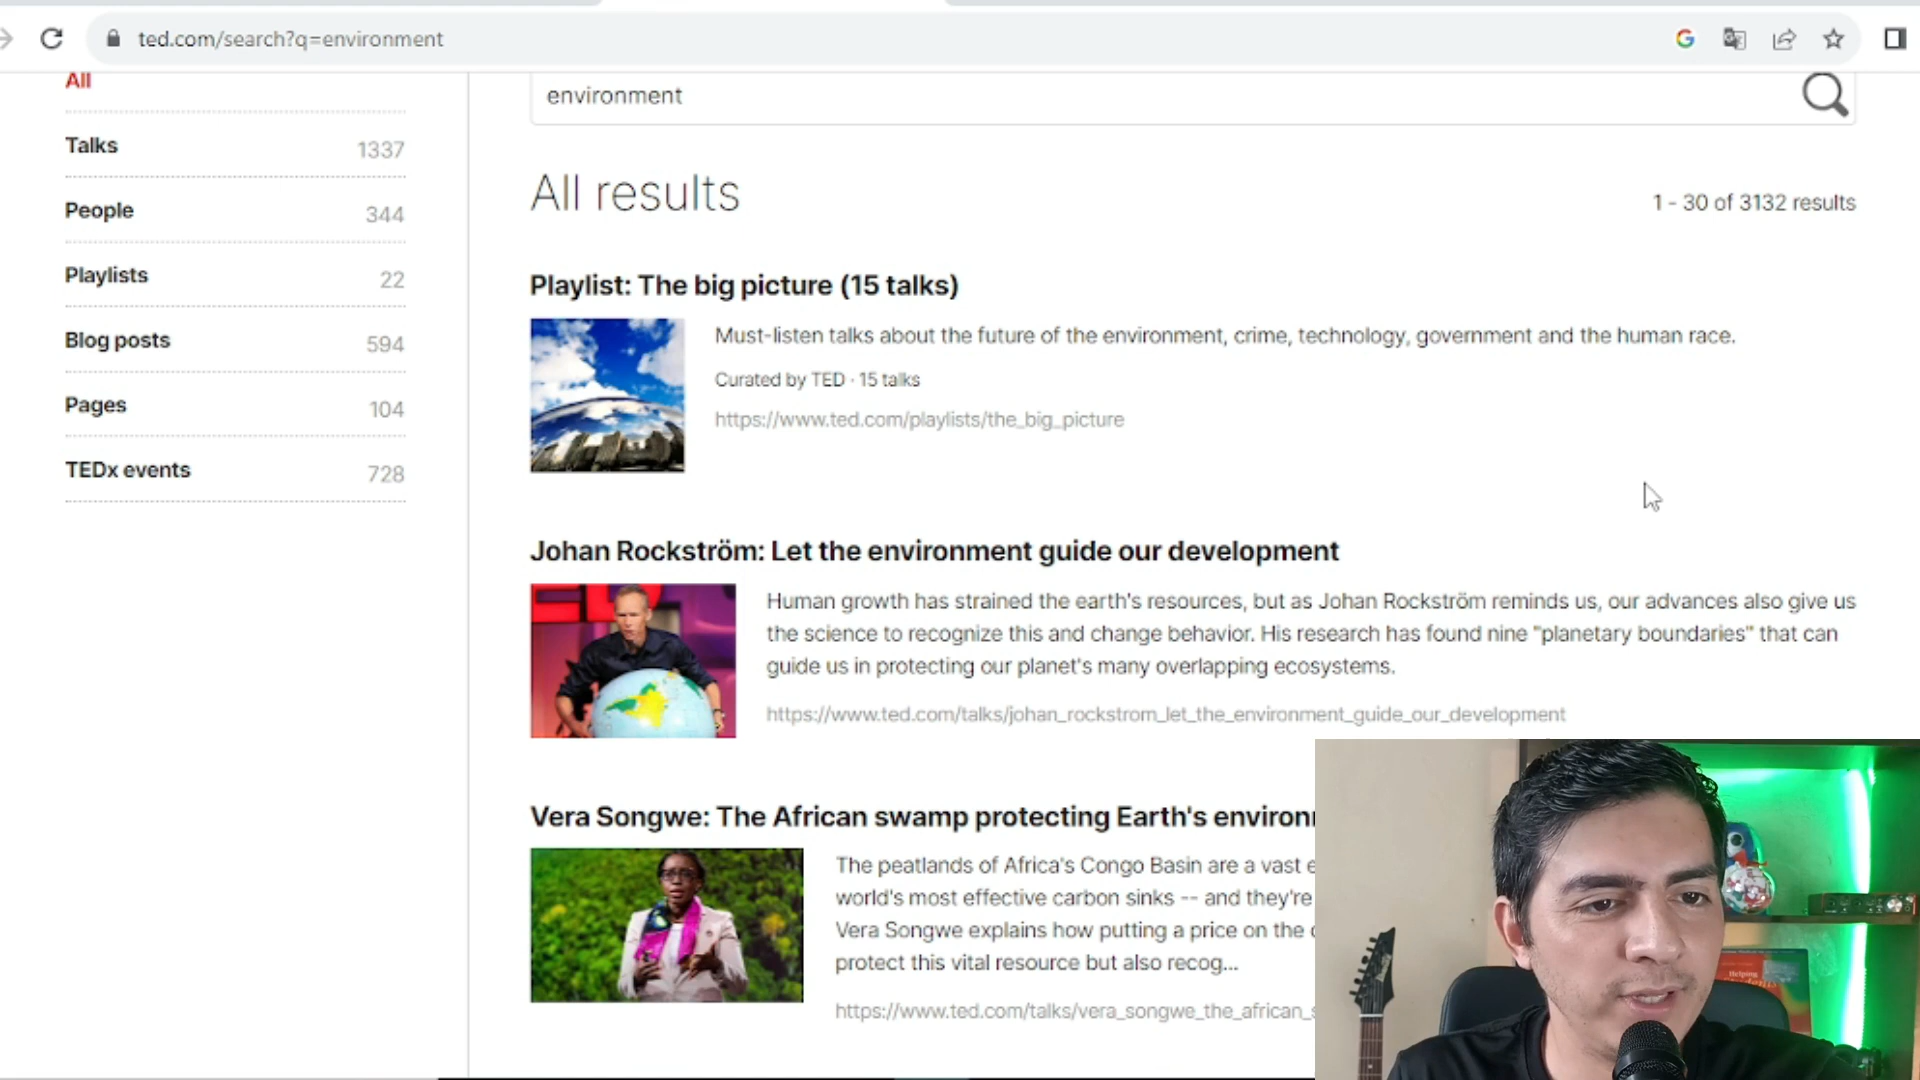 ted.com/search?q=environment
All
Talks 1337
People 344
Playlists 22
Blog posts 594
Pages 104
TEDx events 728
environment
All results
1 - 30 of 3132 results
Playlist: The big picture (15 talks)
Must-listen talks about the future of the environment, crime, technology, government and the human race.
Curated by TED · 15 talks
https://www.ted.com/playlists/the_big_picture
Johan Rockström: Let the environment guide our development
Human growth has strained the earth's resources, but as Johan Rockström reminds us, our advances also give us
the science to recognize this and change behavior. His research has found nine "planetary boundaries" that can
guide us in protecting our planet's many overlapping ecosystems.
https://www.ted.com/talks/johan_rockstrom_let_the_environment_guide_our_development
Vera Songwe: The African swamp protecting Earth's environ
The peatlands of Africa's Congo Basin are a vast e
world's most effective carbon sinks -- and they're
Vera Songwe explains how putting a price on the
protect this vital resource but also recog...
https://www.ted.com/talks/vera_songwe_the_african_s
Helping